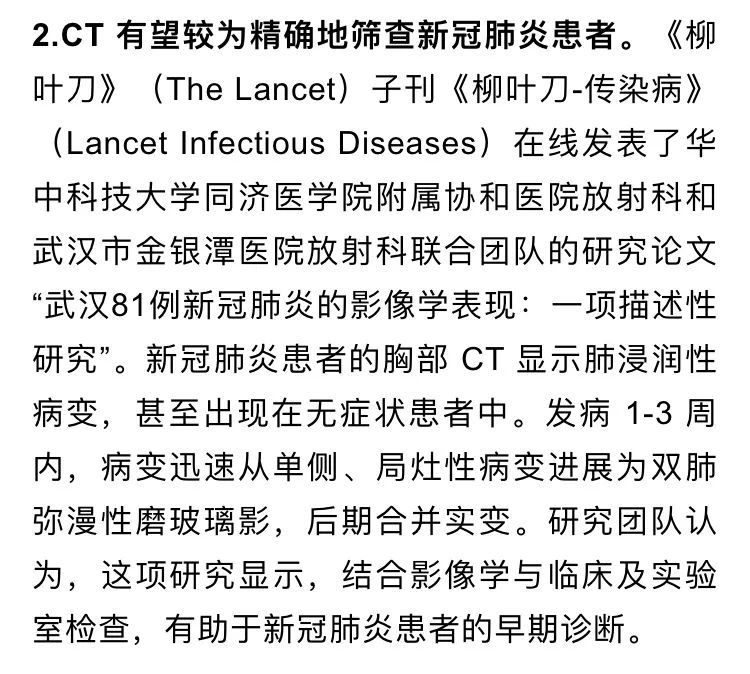 2.CT 有望较为精确地筛查新冠肺炎患者。《柳
叶刀》（The Lancet）子刊《柳叶刀-传染病》
（Lancet Infectious Diseases）在线发表了华
中科技大学同济医学院附属协和医院放射科和
武汉市金银潭医院放射科联合团队的研究论文
“武汉81例新冠肺炎的影像学表现：一项描述性
研究”。新冠肺炎患者的胸部 CT 显示肺浸润性
病变，甚至出现在无症状患者中。发病 1-3 周
内，病变迅速从单侧、局灶性病变进展为双肺
弥漫性磨玻璃影，后期合并实变。研究团队认
为，这项研究显示，结合影像学与临床及实验
室检查，有助于新冠肺炎患者的早期诊断。